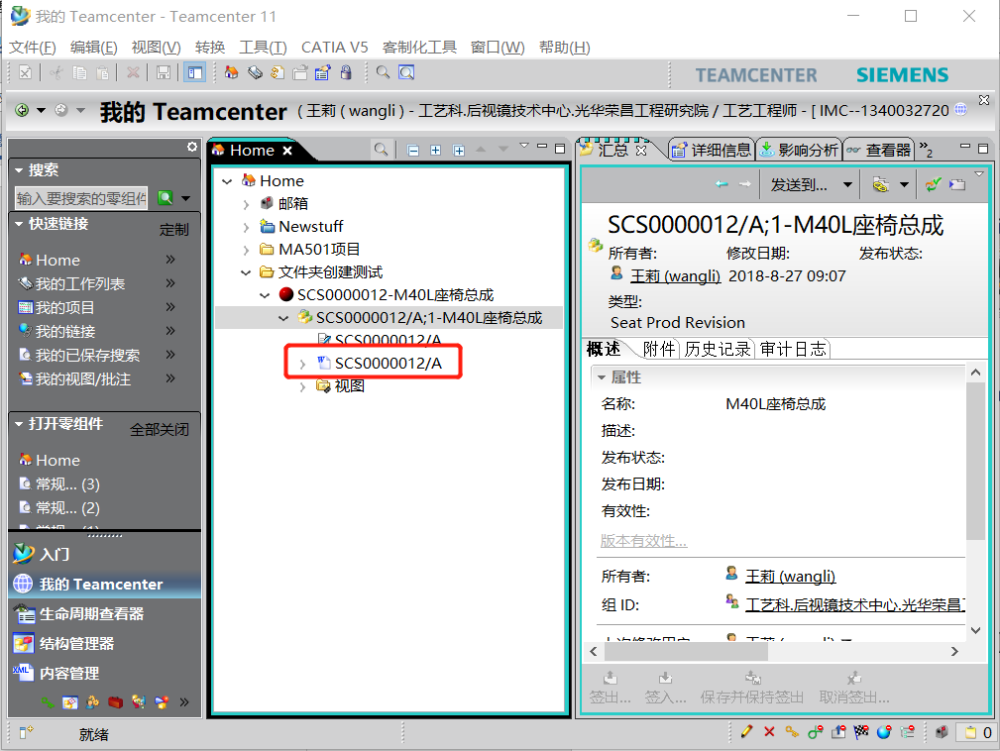 我的 Teamcenter - Teamcenter 11
文件(F) 编辑(E) 视图(V) 转换 工具(T) CATIA V5 客制化工具 窗口(W) 帮助(H)
TEAMCENTER SIEMENS
我的 Teamcenter ( 王莉 ( wangli ) - 工艺科.后视镜技术中心.光华荣昌工程研究院 / 工艺工程师 - [ IMC--1340032720
搜索
输入要搜索的零组件
快速链接 定制
Home »
我的工作列表 »
我的项目 »
我的链接 »
我的已保存搜索 »
我的视图/批注 »
打开零组件 全部关闭
Home
常规... (3)
常规... (2)
入门
我的 Teamcenter
生命周期查看器
结构管理器
XML 内容管理
»
就绪
Home
Home
邮箱
Newstuff
MA501项目
文件夹创建测试
SCS0000012-M40L座椅总成
SCS0000012/A;1-M40L座椅总成
SCS0000012/A
SCS0000012/A
视图
汇总 详细信息 影响分析 查看器 »2
发送到...
SCS0000012/A;1-M40L座椅总成
所有者: 修改日期: 发布状态:
王莉 (wangli) 2018-8-27 09:07
类型:
Seat Prod Revision
概述 附件 历史记录 审计日志
属性
名称: M40L座椅总成
描述:
发布状态:
发布日期:
有效性:
版本有效性...
所有者: 王莉 (wangli)
组 ID: 工艺科.后视镜技术中心.光华荣昌工
签出... 签入... 保存并保持签出 取消签出...
0